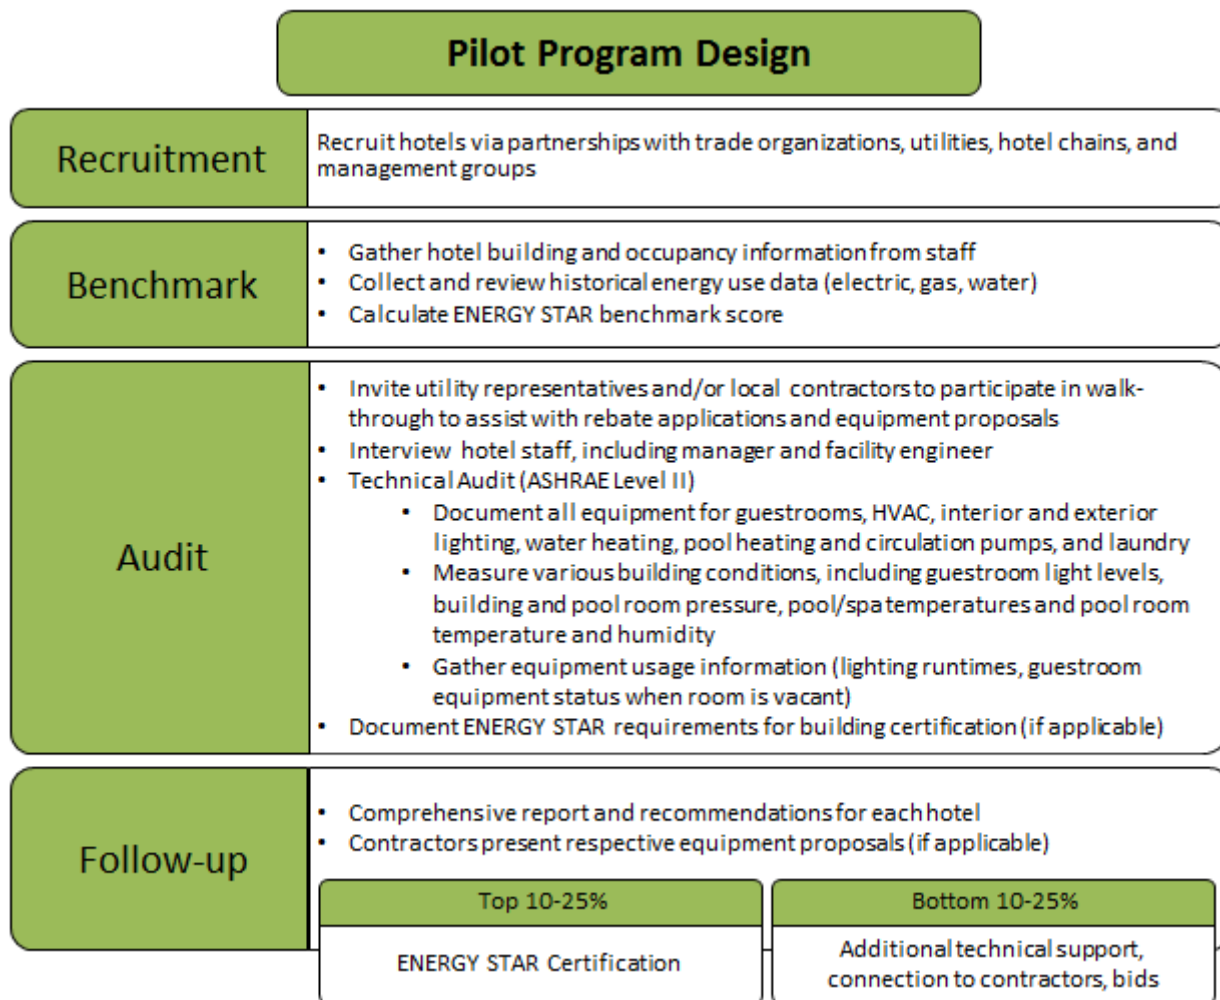 Pilot Program Design
Recruitment
Recruit hotels via partnerships with trade organizations, utilities, hotel chains, and
management groups
Benchmark
• Gather hotel building and occupancy information from staff
• Collect and review historical energy use data (electric, gas, water)
• Calculate ENERGY STAR benchmark score
Audit
• Invite utility representatives and/or local contractors to participate in walk-
through to assist with rebate applications and equipment proposals
• Interview hotel staff, including manager and facility engineer
• Technical Audit (ASHRAE Level II)
• Document all equipment for guestrooms, HVAC, interior and exterior
lighting, water heating, pool heating and circulation pumps, and laundry
• Measure various building conditions, including guestroom light levels,
building and pool room pressure, pool/spa temperatures and pool room
temperature and humidity
• Gather equipment usage information (lighting runtimes, guestroom
equipment status when room is vacant)
• Document ENERGY STAR requirements for building certification (if applicable)
Follow-up
• Comprehensive report and recommendations for each hotel
• Contractors present respective equipment proposals (if applicable)
Top 10-25%
ENERGY STAR Certification
Bottom 10-25%
Additional technical support,
connection to contractors, bids